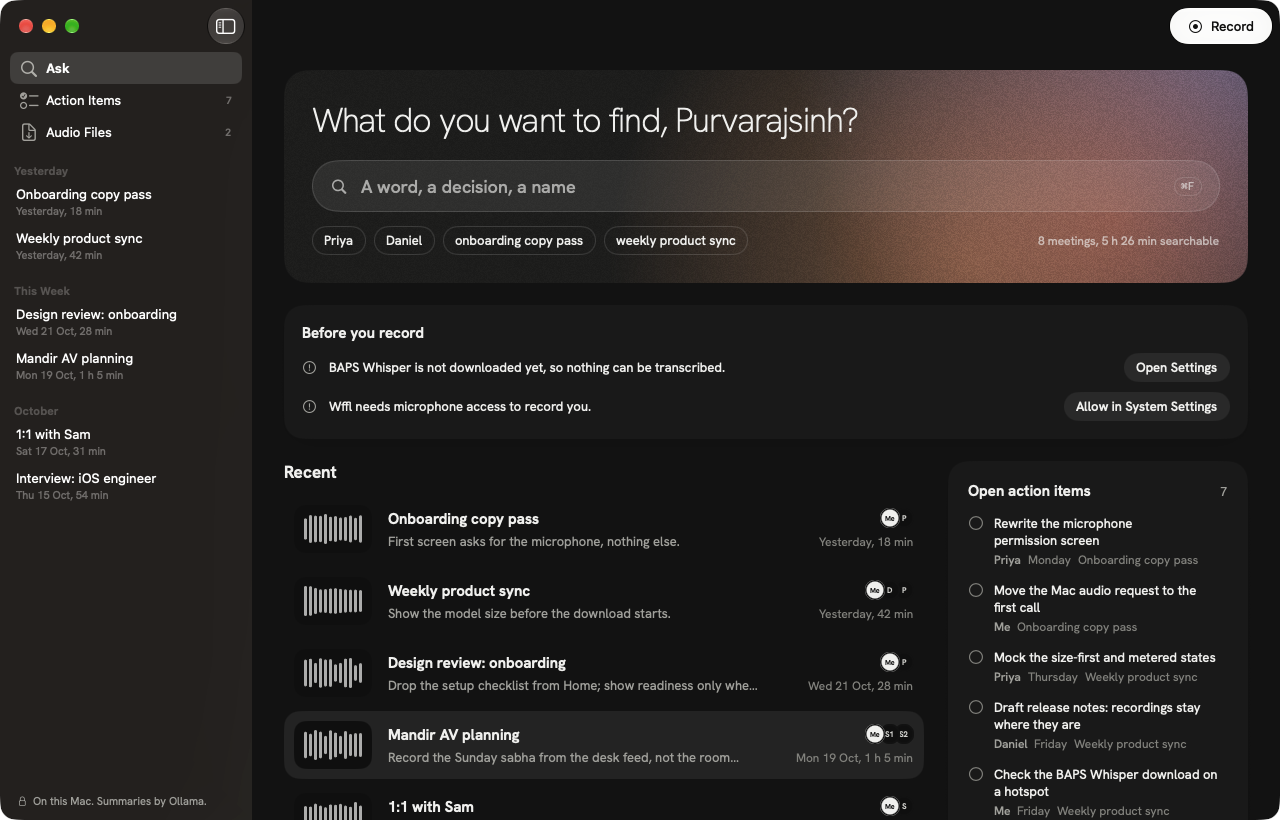 Record
Ask
Action Items 7
Audio Files 2
Yesterday
Onboarding copy pass
Yesterday, 18 min
Weekly product sync
Yesterday, 42 min
This Week
Design review: onboarding
Wed 21 Oct, 28 min
Mandir AV planning
Mon 19 Oct, 1 h 5 min
October
1:1 with Sam
Sat 17 Oct, 31 min
Interview: iOS engineer
Thu 15 Oct, 54 min
On this Mac. Summaries by Ollama.
What do you want to find, Purvarajsinh?
A word, a decision, a name ⌘F
Priya Daniel onboarding copy pass weekly product sync 8 meetings, 5 h 26 min searchable
Before you record
BAPS Whisper is not downloaded yet, so nothing can be transcribed. Open Settings
Wffl needs microphone access to record you. Allow in System Settings
Recent
Onboarding copy pass Me P
First screen asks for the microphone, nothing else. Yesterday, 18 min
Weekly product sync Me D P
Show the model size before the download starts. Yesterday, 42 min
Design review: onboarding Me P
Drop the setup checklist from Home; show readiness only whe... Wed 21 Oct, 28 min
Mandir AV planning Me S1 S2
Record the Sunday sabha from the desk feed, not the room... Mon 19 Oct, 1 h 5 min
1:1 with Sam Me S
Open action items 7
Rewrite the microphone
permission screen
Priya Monday Onboarding copy pass
Move the Mac audio request to the
first call
Me Onboarding copy pass
Mock the size-first and metered states
Priya Thursday Weekly product sync
Draft release notes: recordings stay
where they are
Daniel Friday Weekly product sync
Check the BAPS Whisper download on
a hotspot
Me Friday Weekly product sync